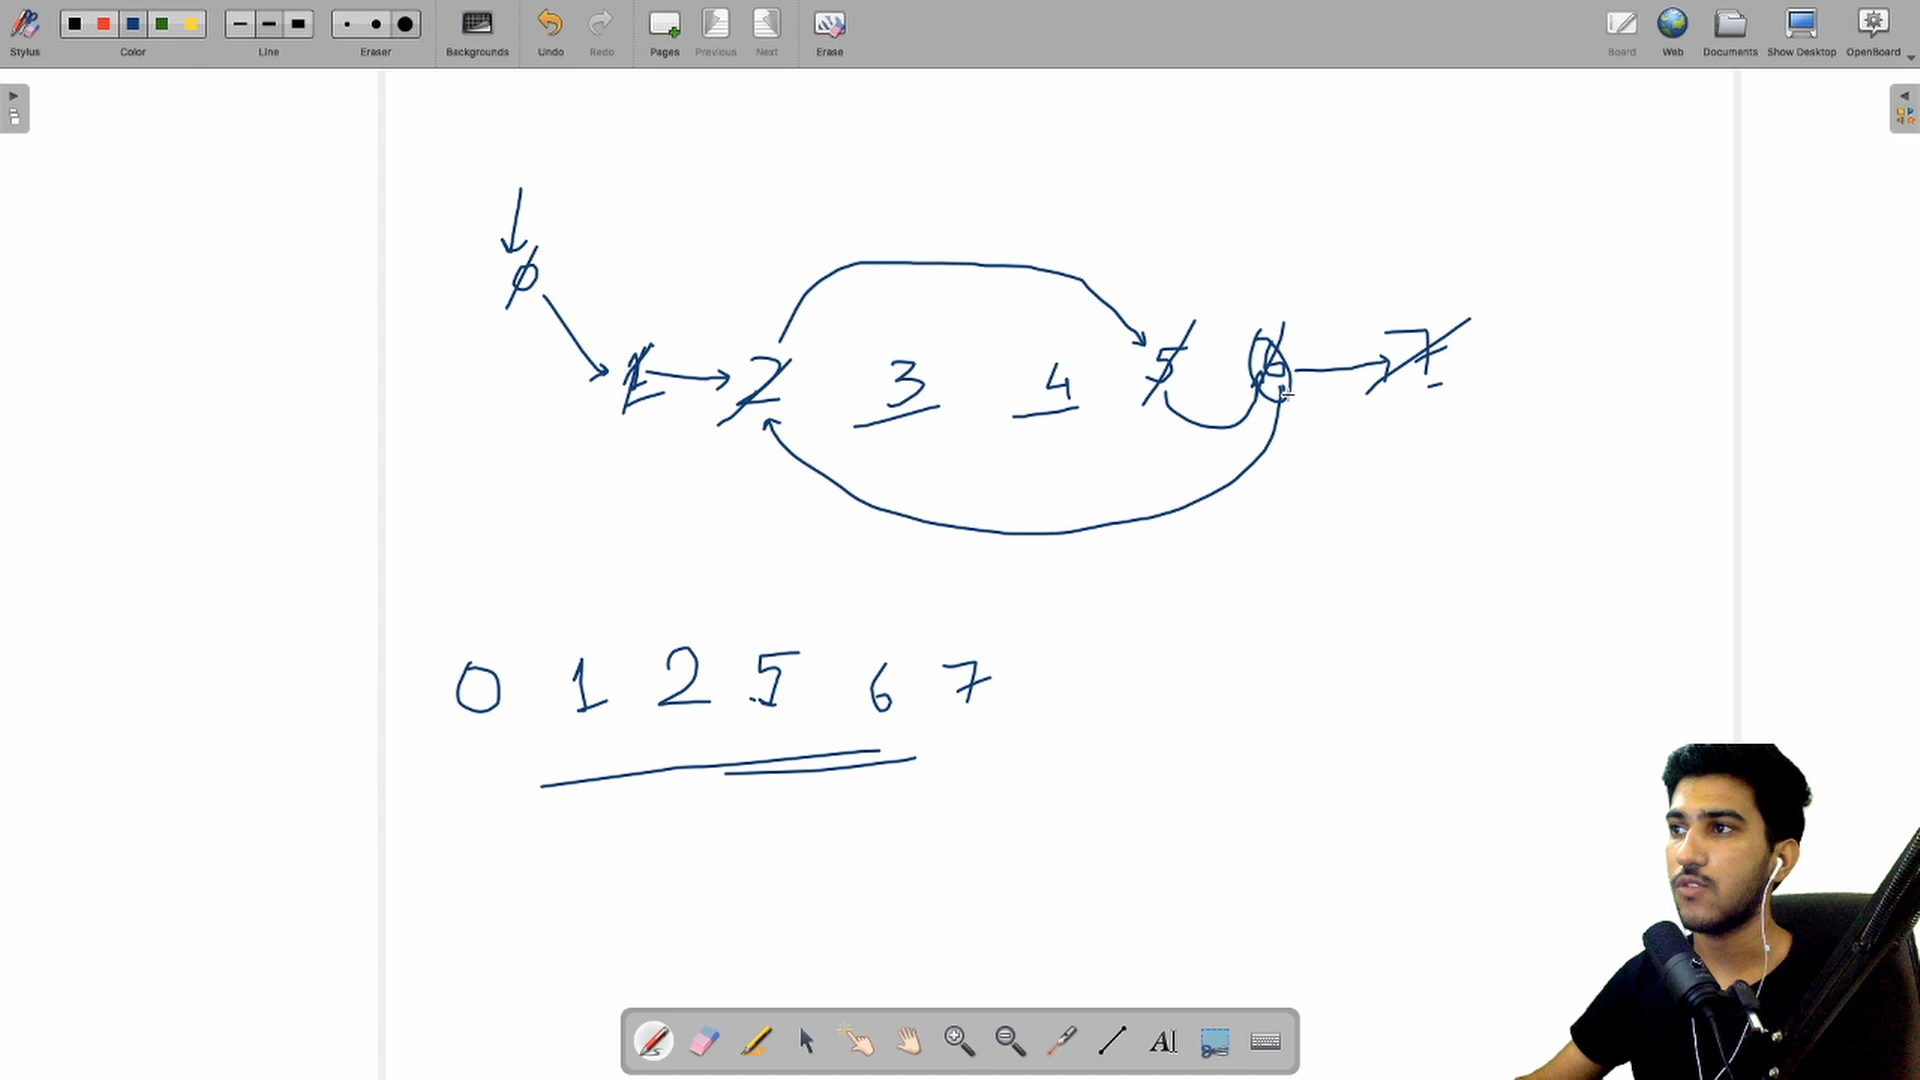 Stylus Color Line Eraser Backgrounds Undo Redo Pages Previous Next Erase Board Web Documents Show Desktop OpenBoard
0
1 2 3 4 5 6 7
0 1 2 5 6 7
AI